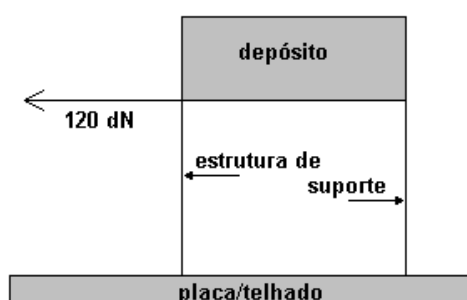 depósito
120 dN
estrutura de
suporte
placa/telhado